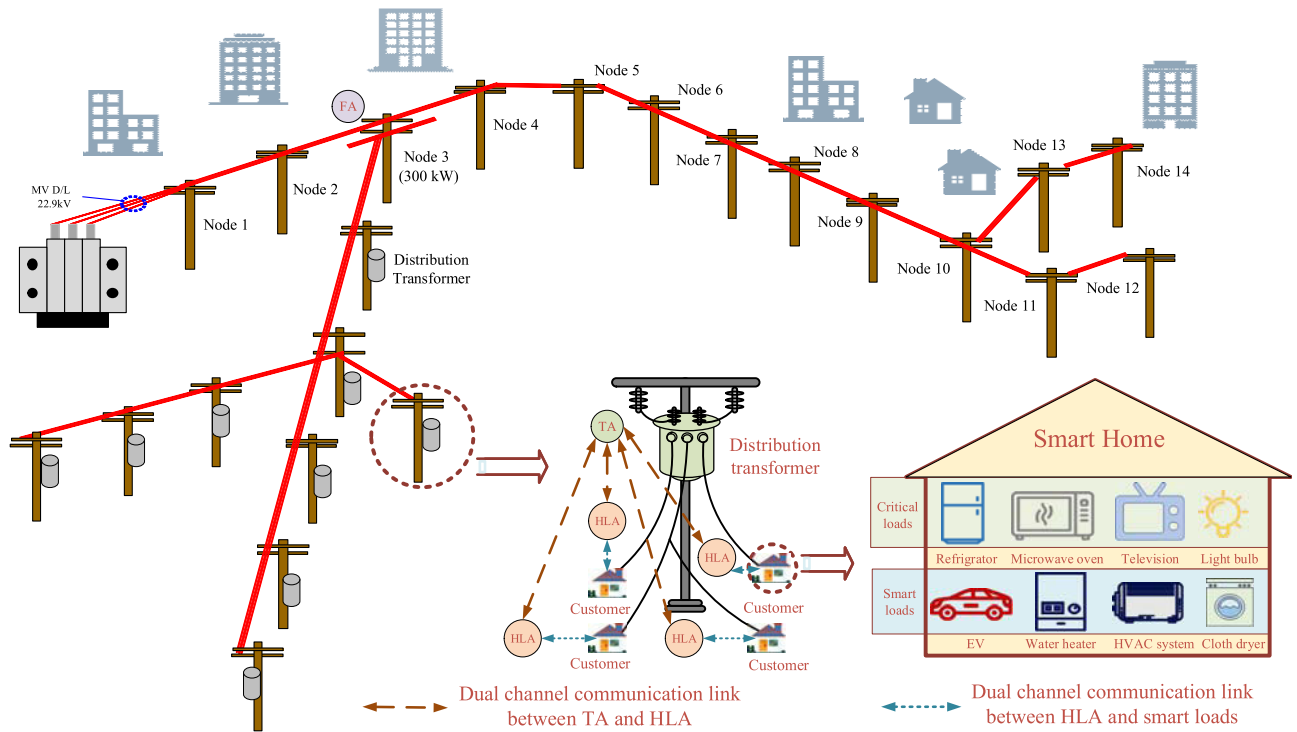 Node 5
FA
Node 6
Node 4
Node 13
Node 3
(300 kW)
Node 7
Node 8
Node 14
Node 2
MV D/L
22.9kV
Node 1
Node 9
Distribution
Transformer
Node 10
Node 12
Node 11
TA
Distribution
transformer
Smart Home
Critical
loads
HLA
HLA
Refrigrator
Microwave oven
Television
Light bulb
Customer
Customer
Smart
loads
HLA
HLA
EV
Water heater
HVAC system
Cloth dryer
Customer
Customer
Dual channel communication link
between TA and HLA
Dual channel communication link
between HLA and smart loads